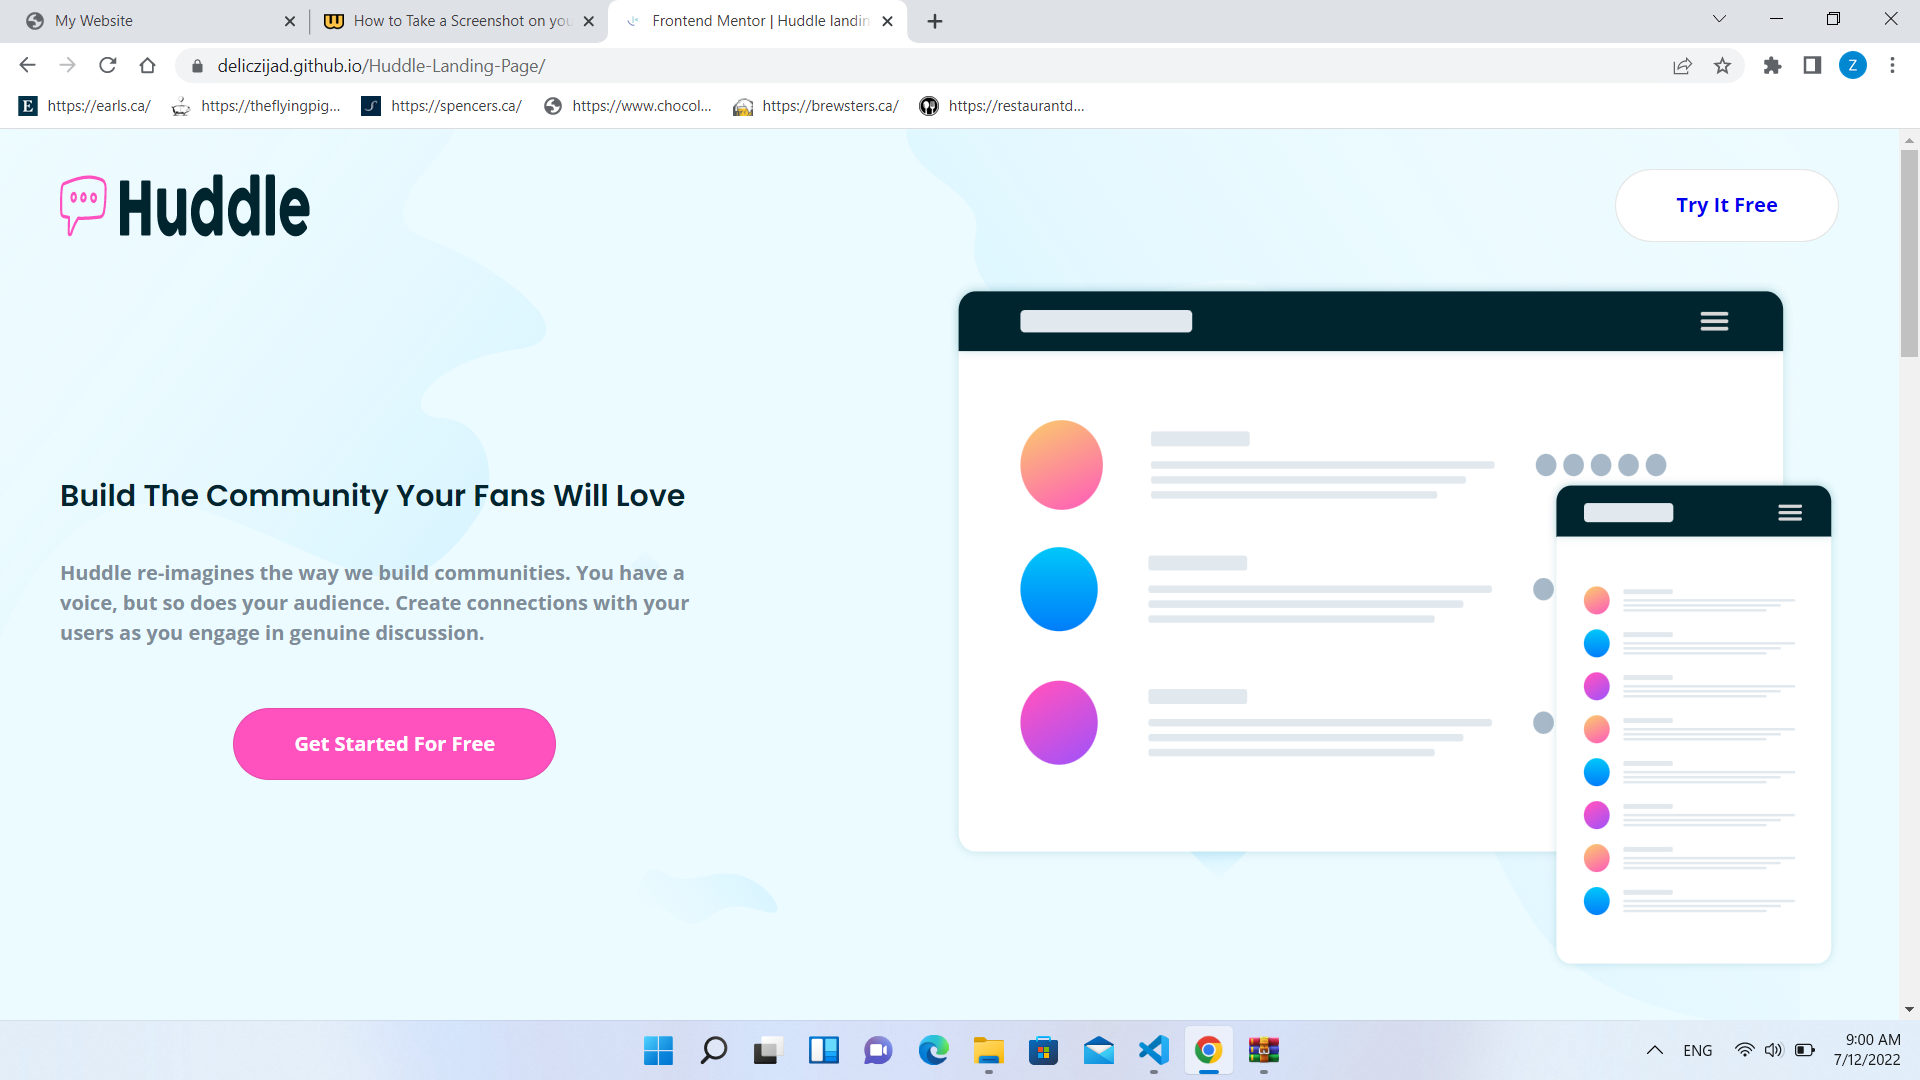 My Website
How to Take a Screenshot on you
Frontend Mentor | Huddle landin
deliczijad.github.io/Huddle-Landing-Page/
Z
E https://earls.ca/
https://theflyingpig...
https://spencers.ca/
https://www.chocol...
https://brewsters.ca/
https://restaurantd...
Huddle
Try It Free
Build The Community Your Fans Will Love
Huddle re-imagines the way we build communities. You have a
voice, but so does your audience. Create connections with your
users as you engage in genuine discussion.
Get Started For Free
ENG
9:00 AM
7/12/2022